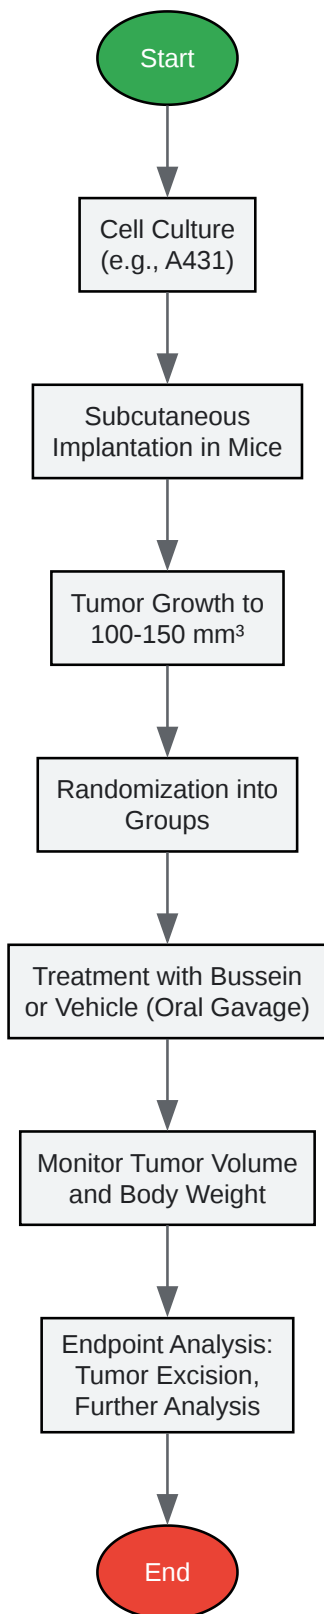 Start
Cell Culture
(e.g., A431)
Subcutaneous
Implantation in Mice
Tumor Growth to
100-150 mm³
Randomization into
Groups
Treatment with Bussein
or Vehicle (Oral Gavage)
Monitor Tumor Volume
and Body Weight
Endpoint Analysis:
Tumor Excision,
Further Analysis
End